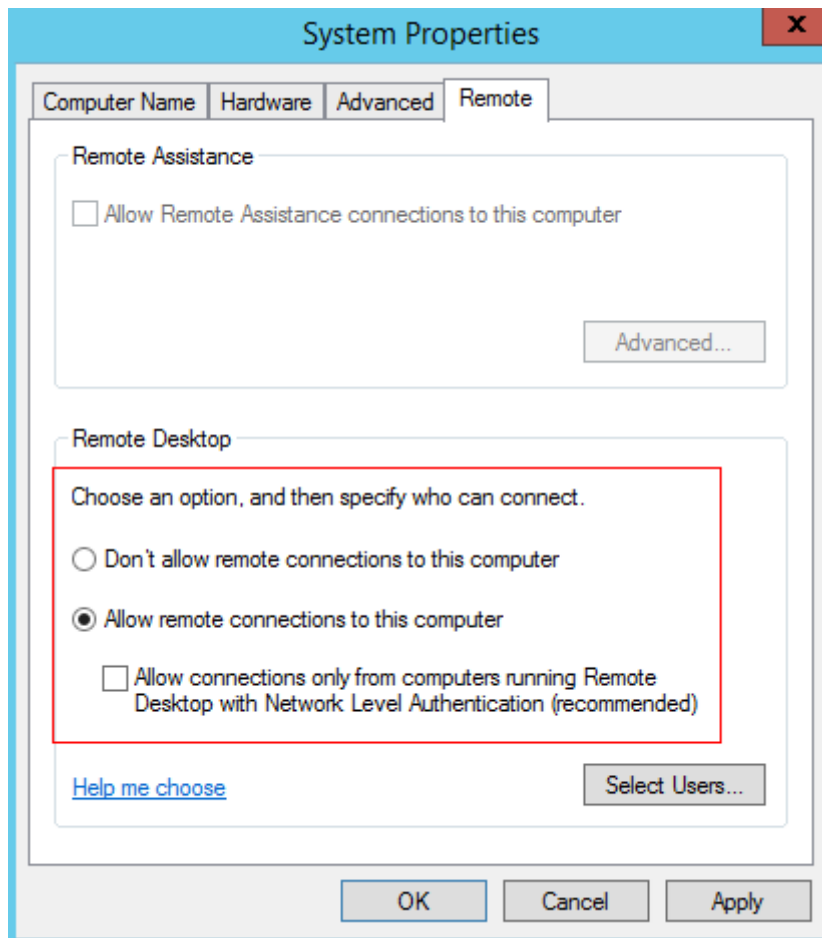 System Properties
x
Computer Name Hardware Advanced Remote
Remote Assistance
Allow Remote Assistance connections to this computer
Advanced...
Remote Desktop
Choose an option, and then specify who can connect.
Don't allow remote connections to this computer
Allow remote connections to this computer
Allow connections only from computers running Remote
Desktop with Network Level Authentication (recommended)
Help me choose
Select Users...
OK Cancel Apply